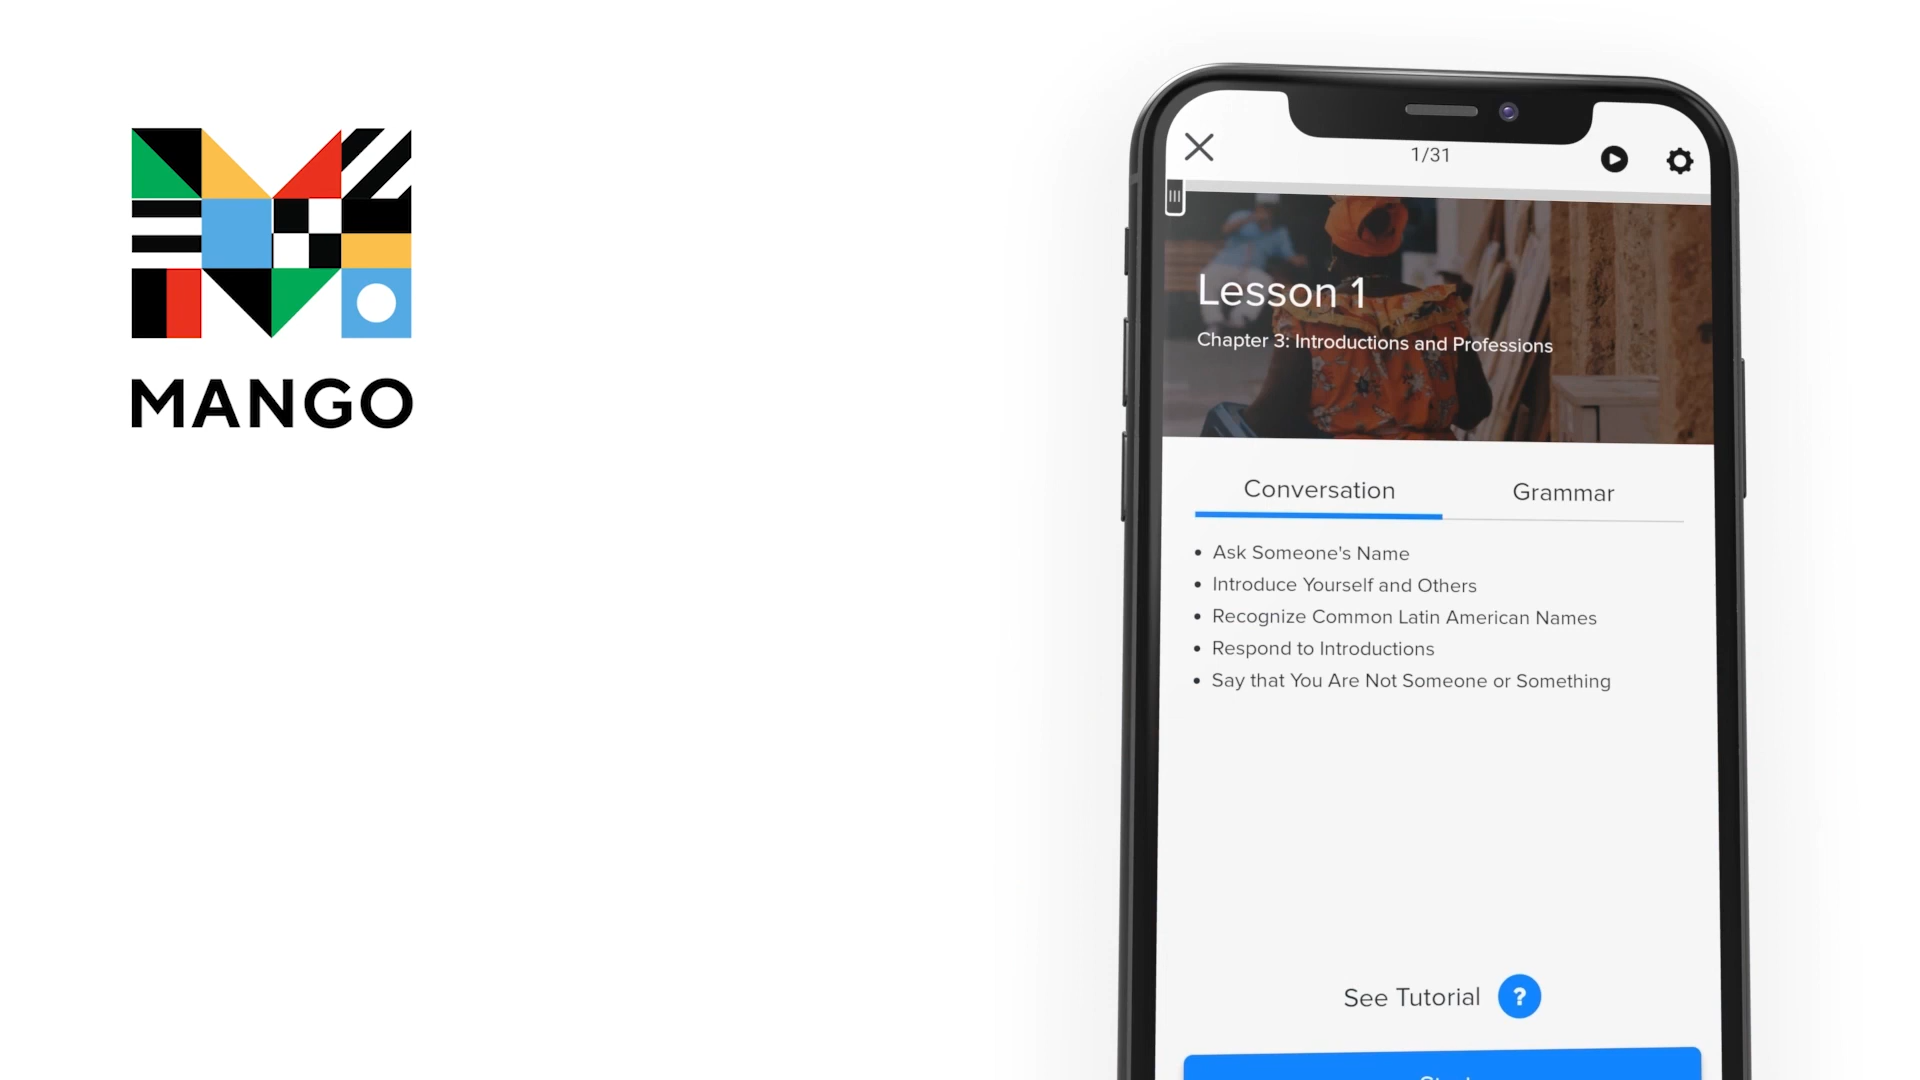 MANGO
1/31
Lesson 1
Chapter 3: Introductions and Professions
Conversation
Grammar
• Ask Someone's Name
• Introduce Yourself and Others
• Recognize Common Latin American Names
• Respond to Introductions
• Say that You Are Not Someone or Something
See Tutorial
?